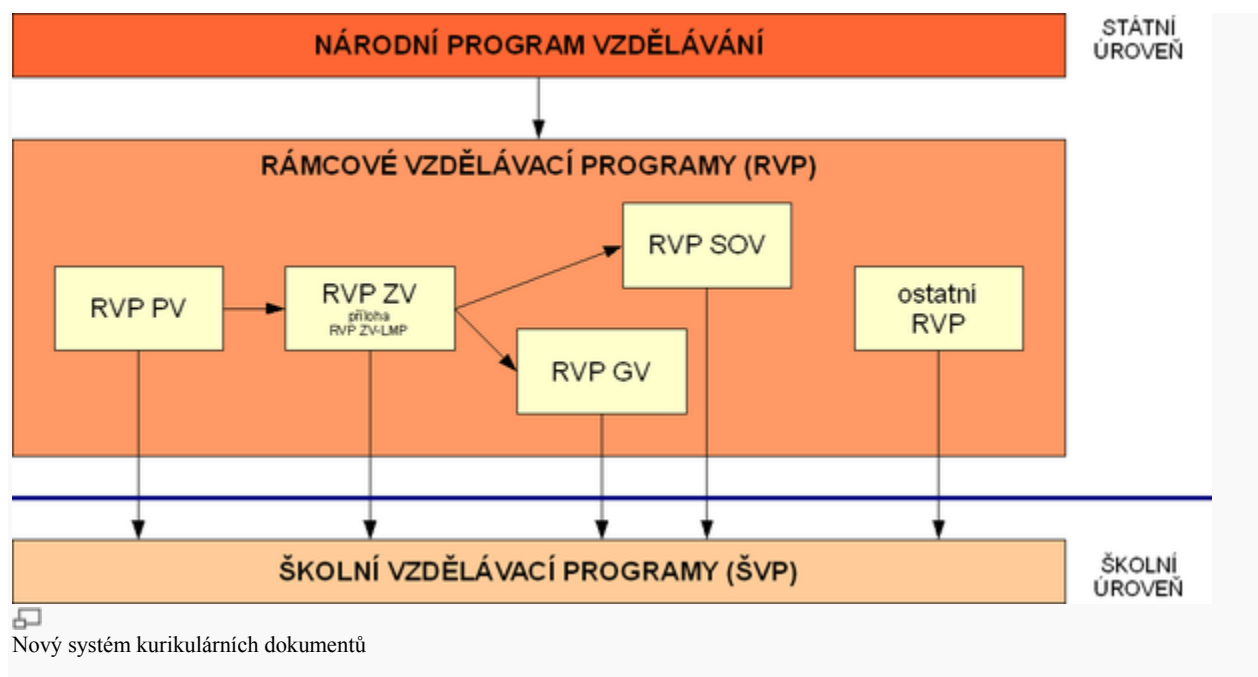 NÁRODNÍ PROGRAM VZDĚLÁVÁNÍ
STÁTNÍ
ÚROVEŇ
RÁMCOVÉ VZDĚLÁVACÍ PROGRAMY (RVP)
RVP SOV
RVP PV
RVP ZV
příloha
RVP ZV-LMP
ostatní
RVP
RVP GV
ŠKOLNÍ VZDĚLÁVACÍ PROGRAMY (ŠVP)
ŠKOLNÍ
ÚROVEŇ
Nový systém kurikulárních dokumentů